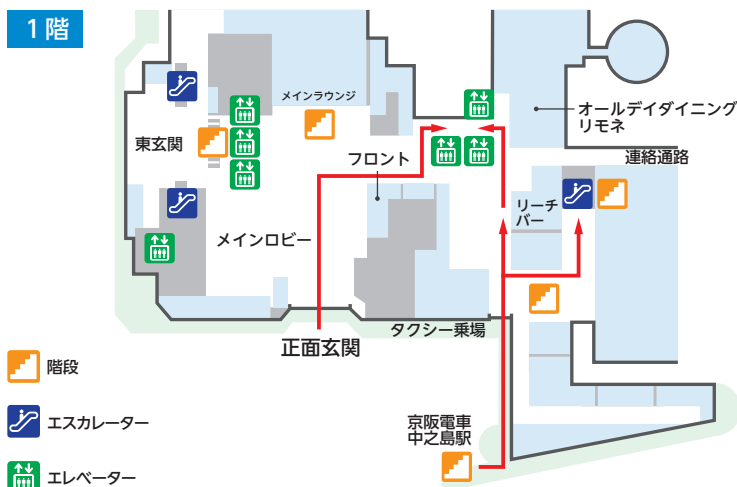 1階
メインラウンジ
オールデイダイニング
リモネ
東玄関
フロント
連絡通路
リーチ
バー
メインロビー
タクシー乗場
正面玄関
階段
エスカレーター
京阪電車
中之島駅
エレベーター